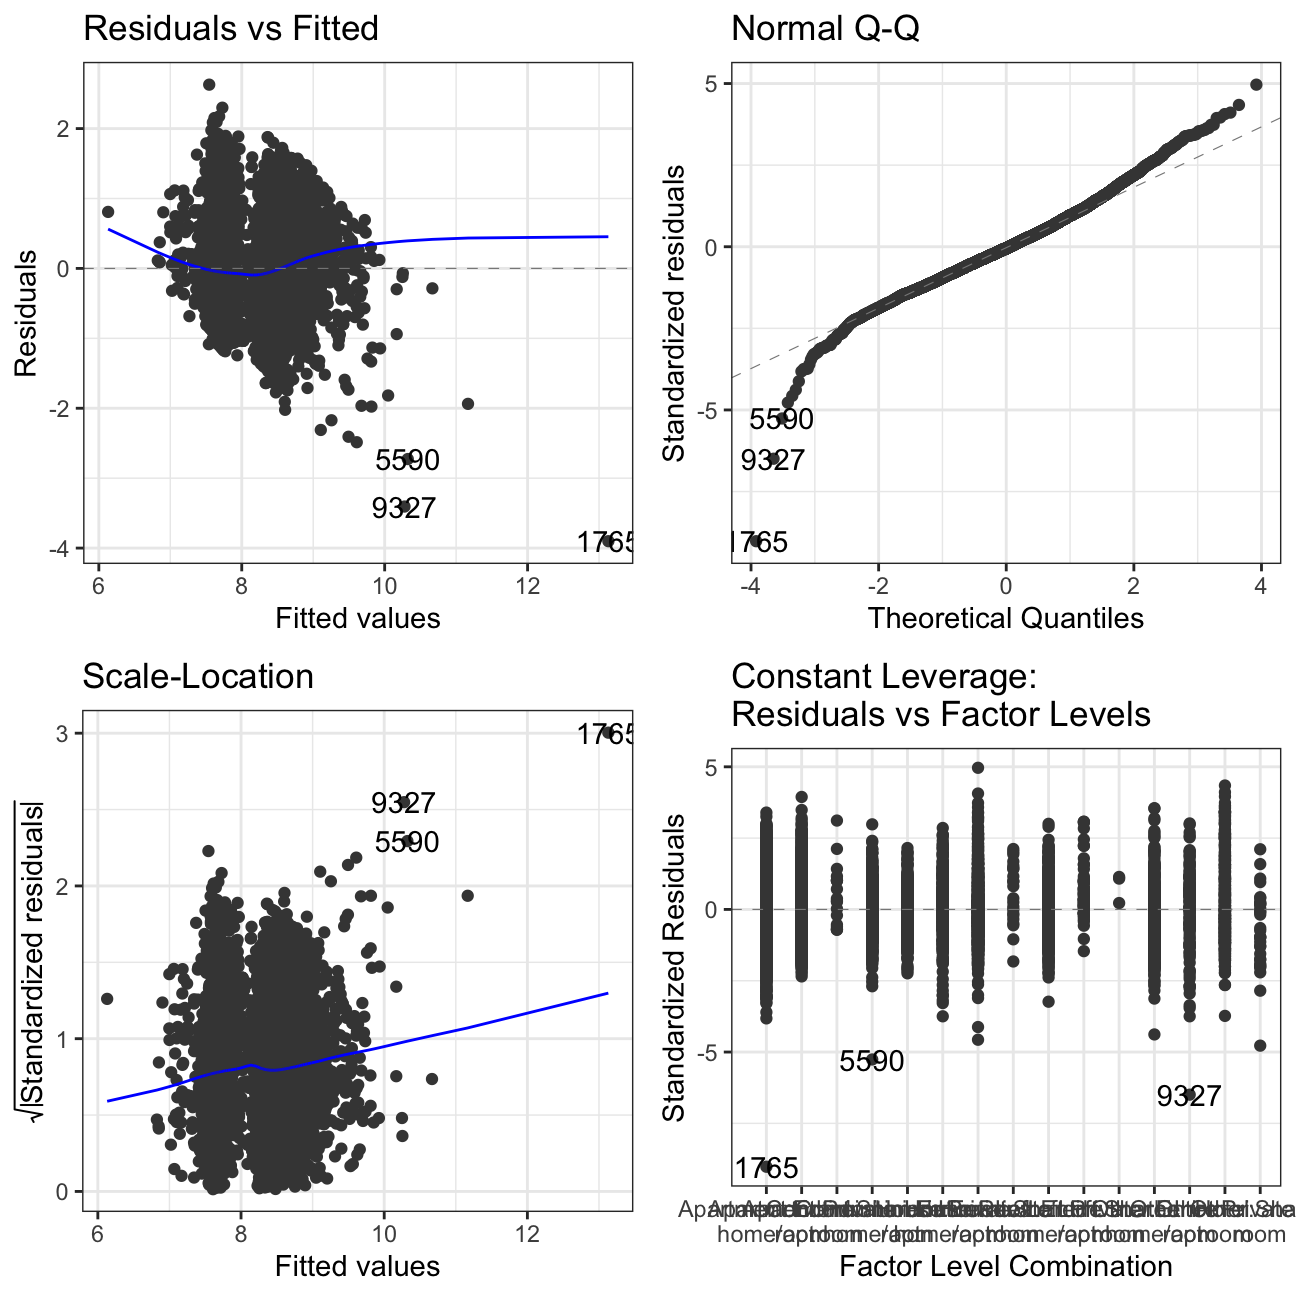 Residuals vs Fitted
2
0
-2
-4
Residuals
5590
9327
1765
6 8 10 12
Fitted values
Normal Q-Q
5
0
-5
Standardized residuals
5590
9327
1765
-4 -2 0 2 4
Theoretical Quantiles
Scale-Location
3
2
1
0
√|Standardized residuals|
1765
9327
5590
6 8 10 12
Fitted values
Constant Leverage:
Residuals vs Factor Levels
5
0
-5
Standardized Residuals
5590
9327
1765
Factor Level Combination